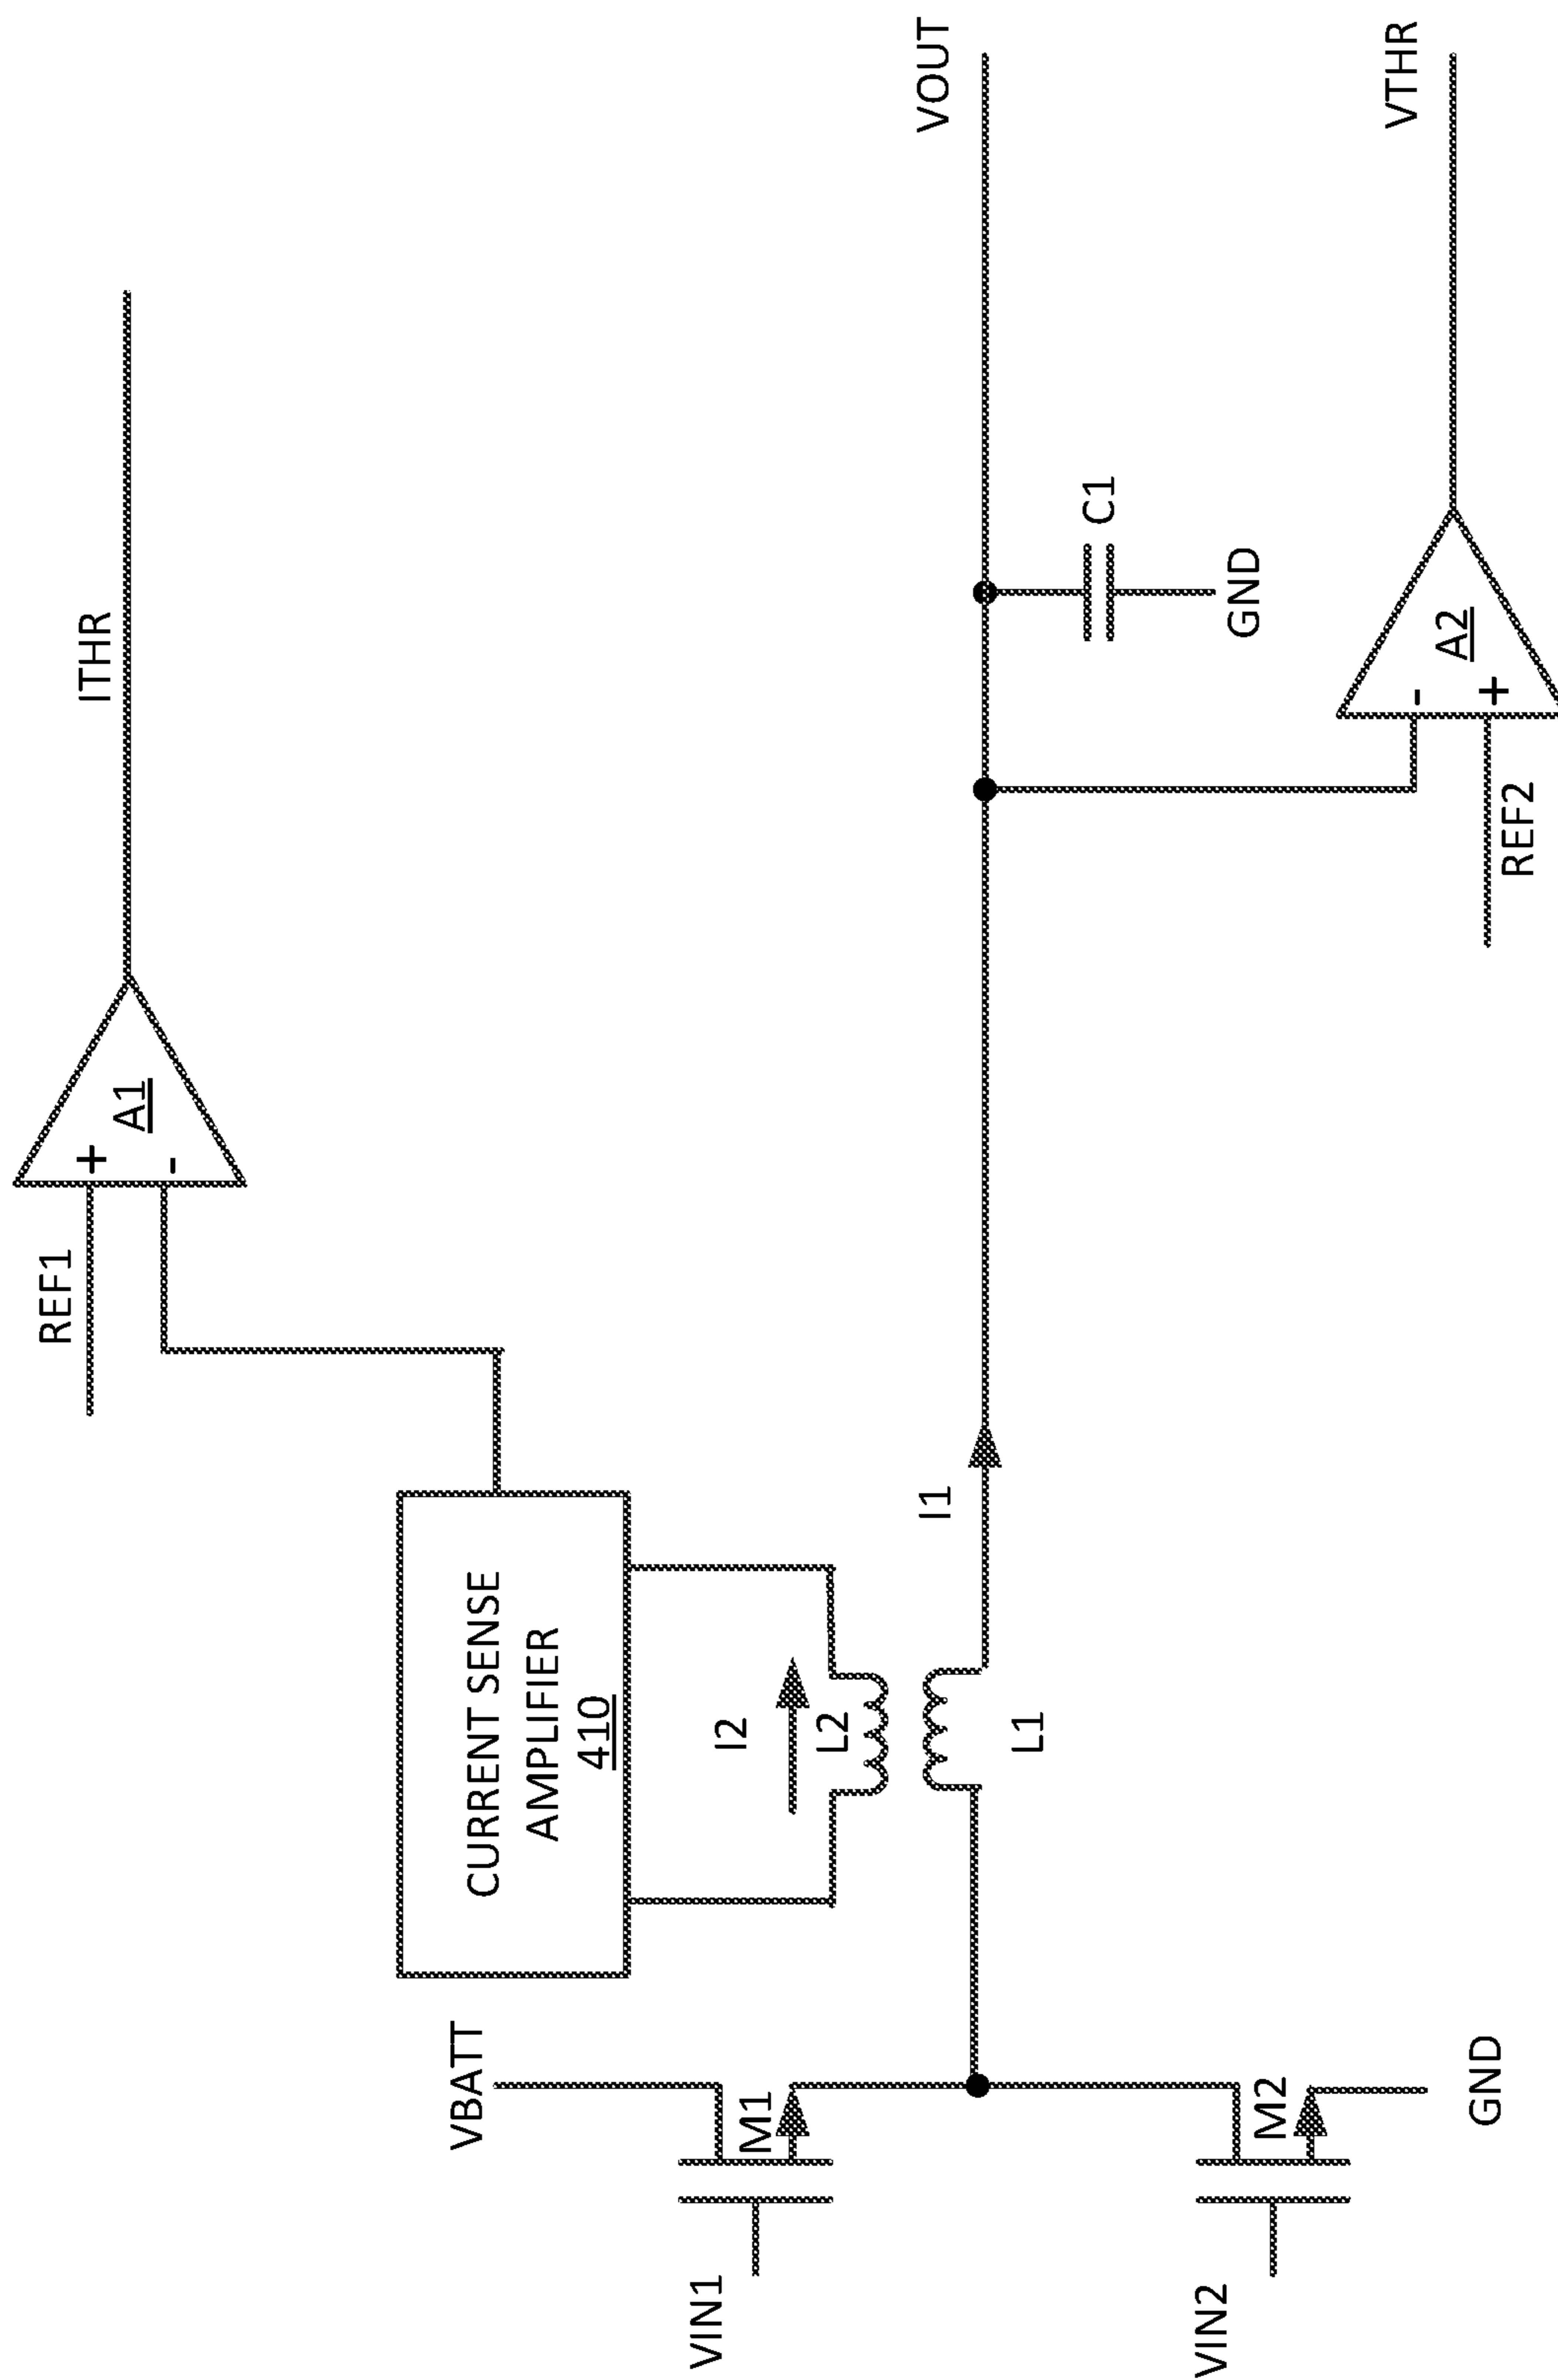 REF1
+
-
A1
ITHR
CURRENT SENSE
AMPLIFIER
410
VBATT
I2
L2
VIN1
M1
I1
VOUT
L1
C1
GND
VIN2
M2
GND
-
+
A2
REF2
VTHR